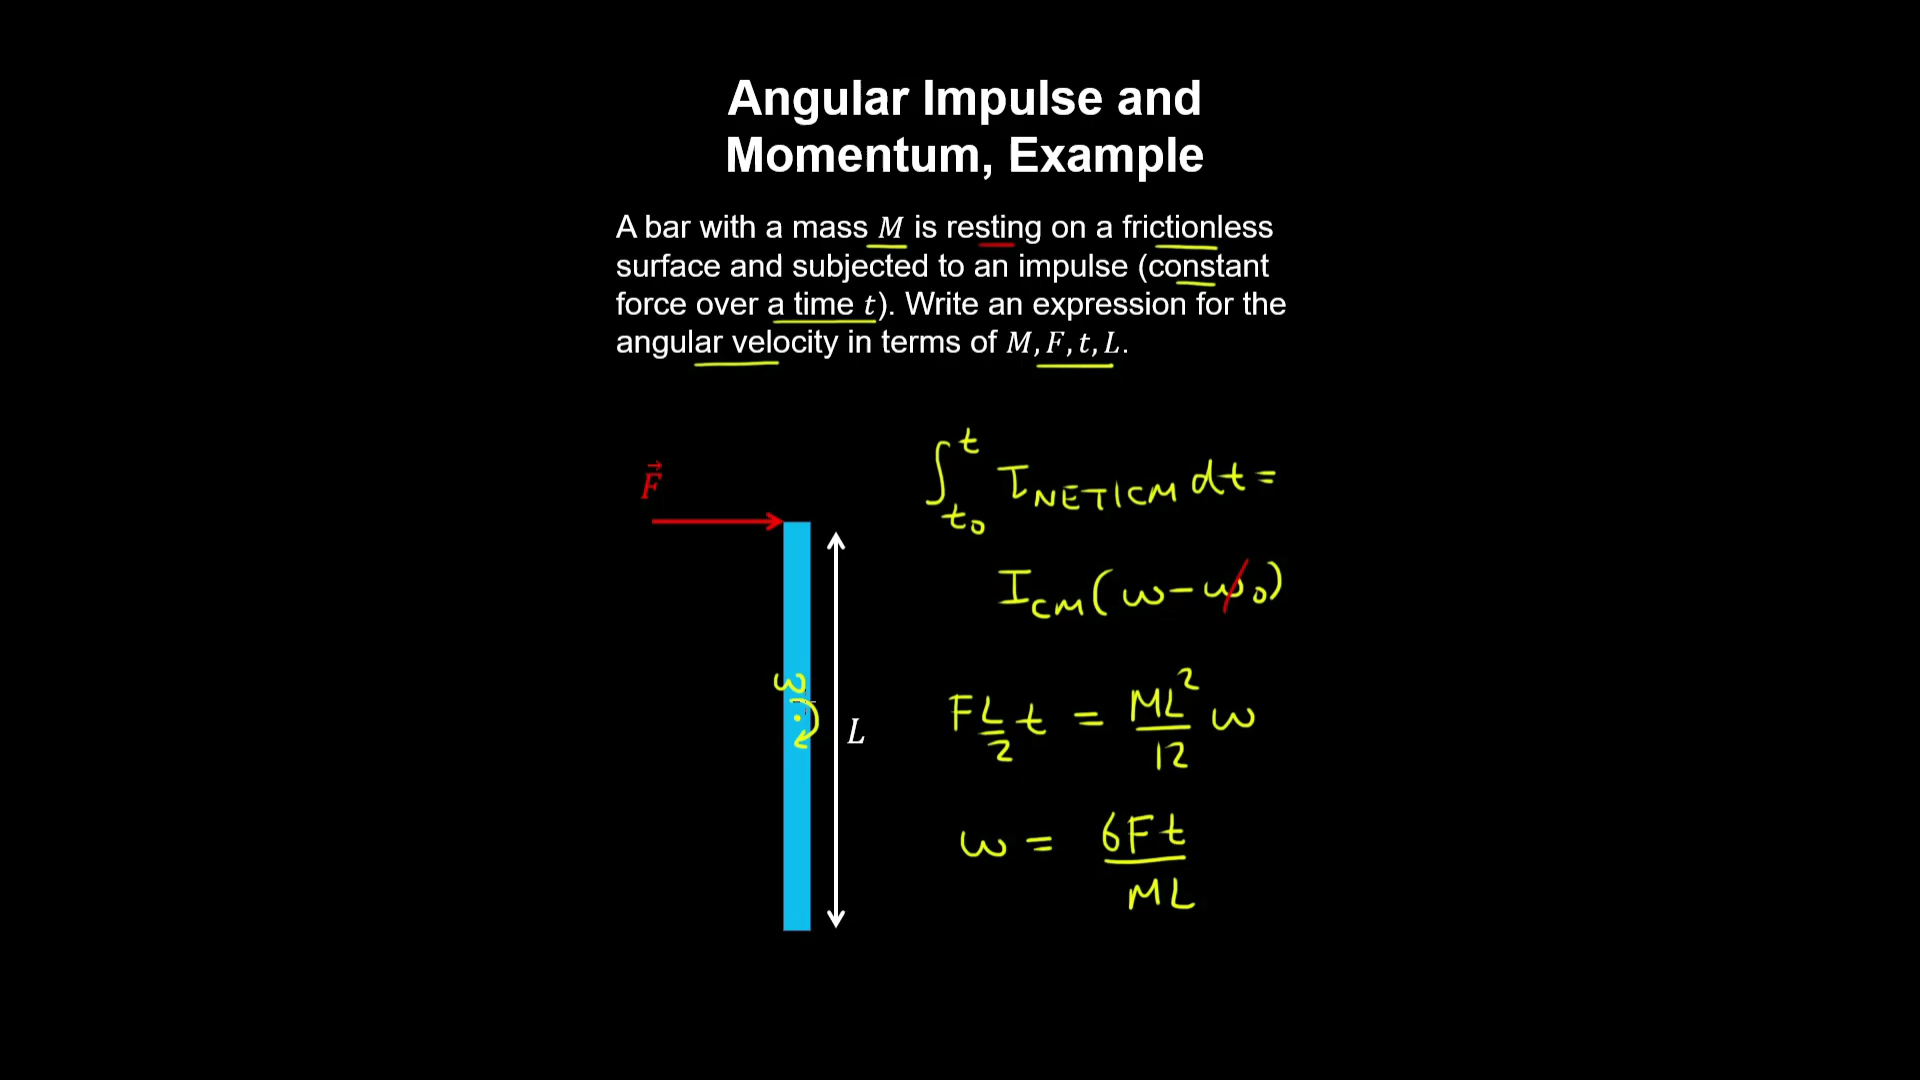 Angular Impulse and
Momentum, Example
A bar with a mass M is resting on a frictionless
surface and subjected to an impulse (constant
force over a time t). Write an expression for the
angular velocity in terms of M, F, t, L.
∫_{t₀}^{t} τ_{NET|CM} dt =
F⃗
I_{CM}(ω − ω₀)
ω
L
F L/2 t = ML²/12 ω
ω = 6Ft/ML